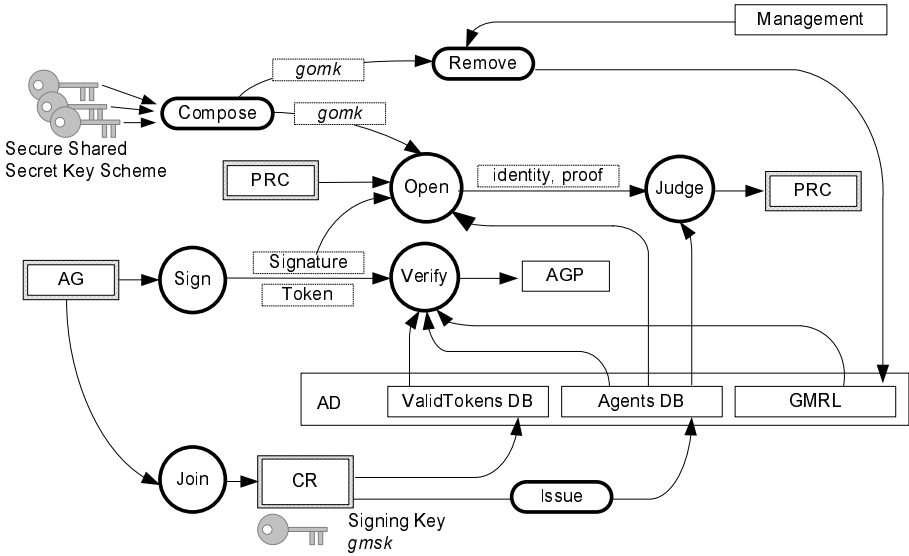 Management
gomk
Remove
Compose
gomk
Secure Shared
Secret Key Scheme
PRC
Open
identity, proof
Judge
PRC
Signature
AG
Sign
Verify
AGP
Token
AD
ValidTokens DB
Agents DB
GMRL
Join
CR
Issue
Signing Key
gmsk